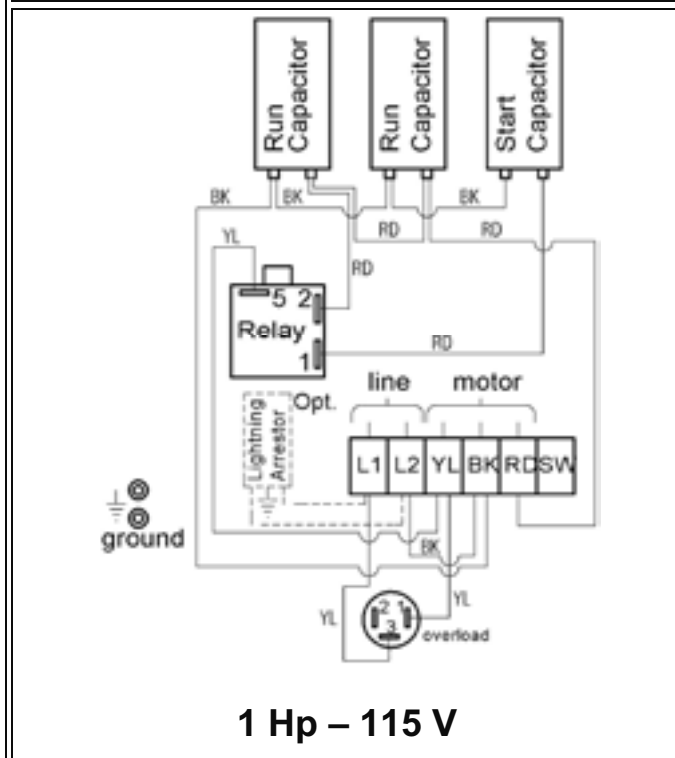 Run Capacitor
Run Capacitor
Start Capacitor
BK
BK
BK
YL
RD
RD
RD
5 2
Relay
1
RD
line
motor
Opt.
Lightning Arrestor
L1 L2 YL BK RD SW
ground
BK
YL
YL
2 1
3
overload
1 Hp – 115 V